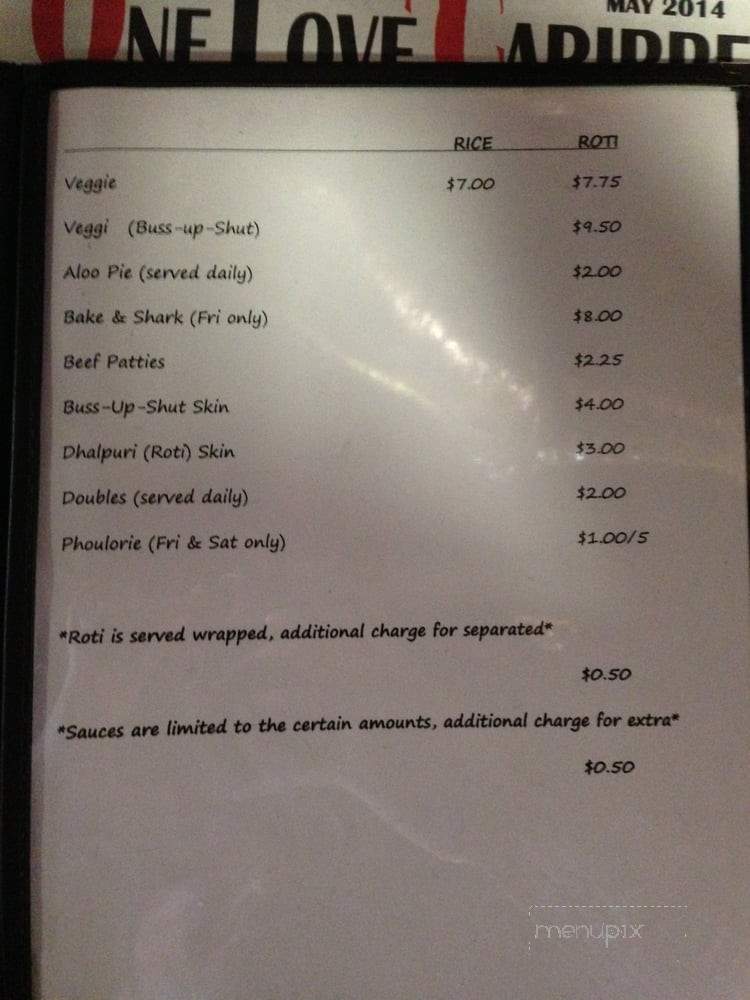 MAY 2014
ONE LOVE
RICE ROTI
Veggie $7.00 $7.75
Veggi (Buss-up-Shut) $9.50
Aloo Pie (served daily) $2.00
Bake & Shark (Fri only) $8.00
Beef Patties $2.25
Buss-Up-Shut Skin $4.00
Dhalpuri (Roti) Skin $3.00
Doubles (served daily) $2.00
Phoulorie (Fri & Sat only) $1.00/5
*Roti is served wrapped, additional charge for separated*
$0.50
*Sauces are limited to the certain amounts, additional charge for extra*
$0.50
menupix